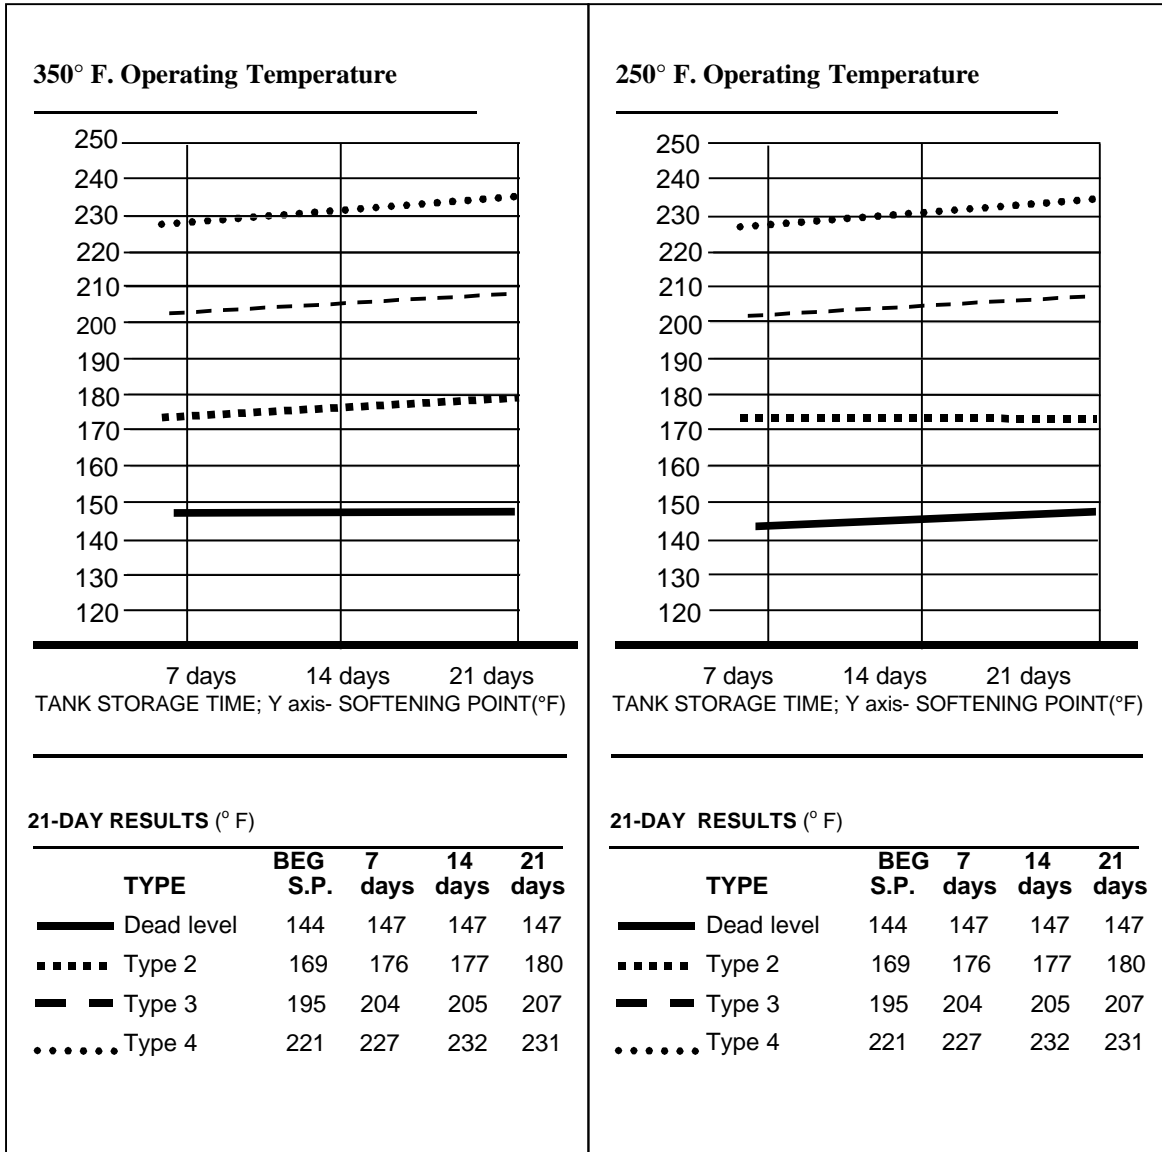 350° F. Operating Temperature
250
240
230
220
210
200
190
180
170
160
150
140
130
120
7 days 14 days 21 days
TANK STORAGE TIME; Y axis- SOFTENING POINT(°F)
21-DAY RESULTS (° F)
BEG 7 14 21
TYPE S.P. days days days
Dead level 144 147 147 147
Type 2 169 176 177 180
Type 3 195 204 205 207
Type 4 221 227 232 231
250° F. Operating Temperature
250
240
230
220
210
200
190
180
170
160
150
140
130
120
7 days 14 days 21 days
TANK STORAGE TIME; Y axis- SOFTENING POINT(°F)
21-DAY RESULTS (° F)
BEG 7 14 21
TYPE S.P. days days days
Dead level 144 147 147 147
Type 2 169 176 177 180
Type 3 195 204 205 207
Type 4 221 227 232 231